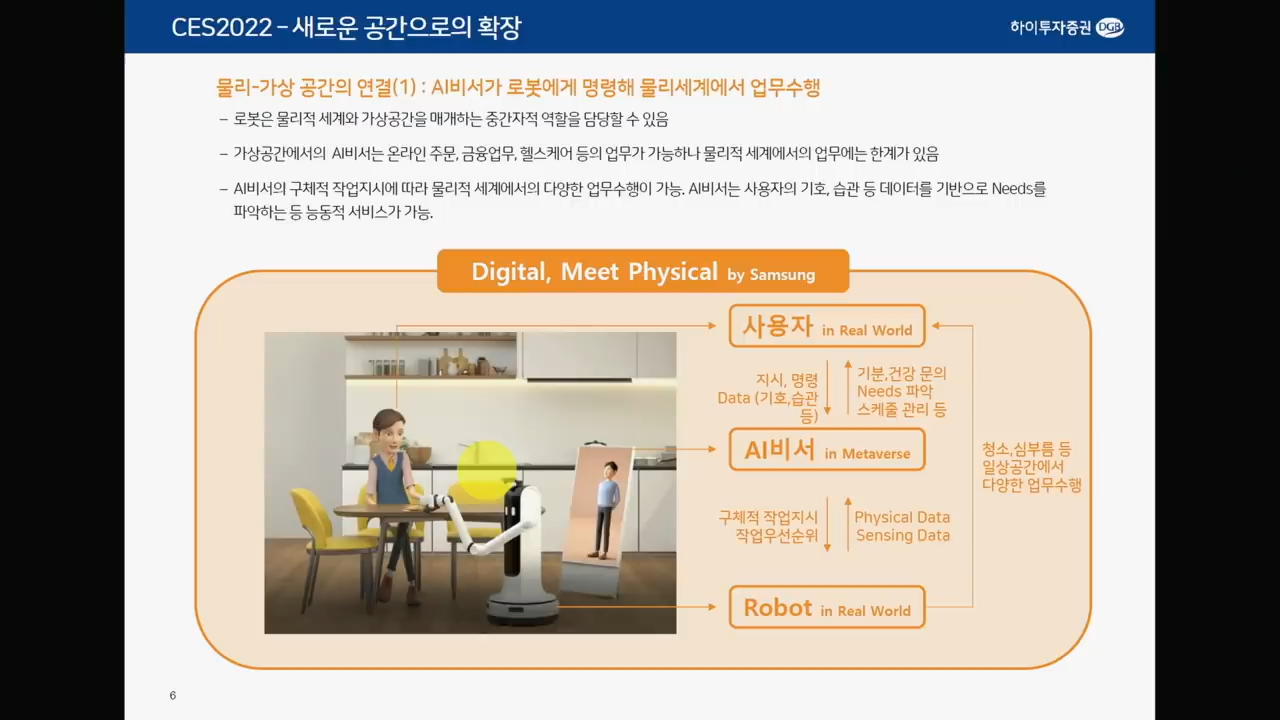 CES2022 – 새로운 공간으로의 확장
하이투자증권 DGB
물리-가상 공간의 연결(1) : AI비서가 로봇에게 명령해 물리세계에서 업무수행
– 로봇은 물리적 세계와 가상공간을 매개하는 중간자적 역할을 담당할 수 있음
– 가상공간에서의 AI비서는 온라인 주문, 금융업무, 헬스케어 등의 업무가 가능하나 물리적 세계에서의 업무에는 한계가 있음
– AI비서의 구체적 작업지시에 따라 물리적 세계에서의 다양한 업무수행이 가능. AI비서는 사용자의 기호, 습관 등 데이터를 기반으로 Needs를
파악하는 등 능동적 서비스가 가능.
Digital, Meet Physical by Samsung
사용자 in Real World
지시, 명령
Data (기호,습관
등)
기분,건강 문의
Needs 파악
스케줄 관리 등
AI비서 in Metaverse
청소,심부름 등
일상공간에서
다양한 업무수행
구체적 작업지시
작업우선순위
Physical Data
Sensing Data
Robot in Real World
6